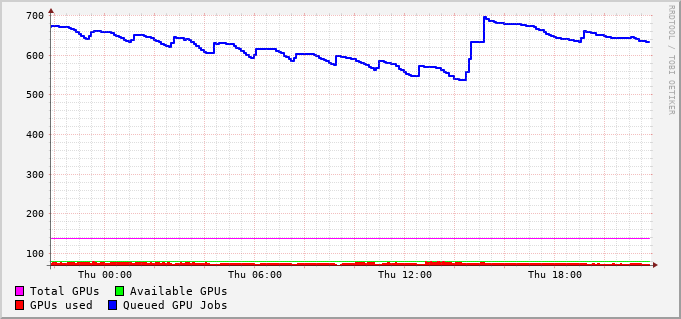 700
600
500
400
300
200
100
Thu 00:00 Thu 06:00 Thu 12:00 Thu 18:00
Total GPUs Available GPUs
GPUs used Queued GPU Jobs
RRDTOOL / TOBI OETIKER